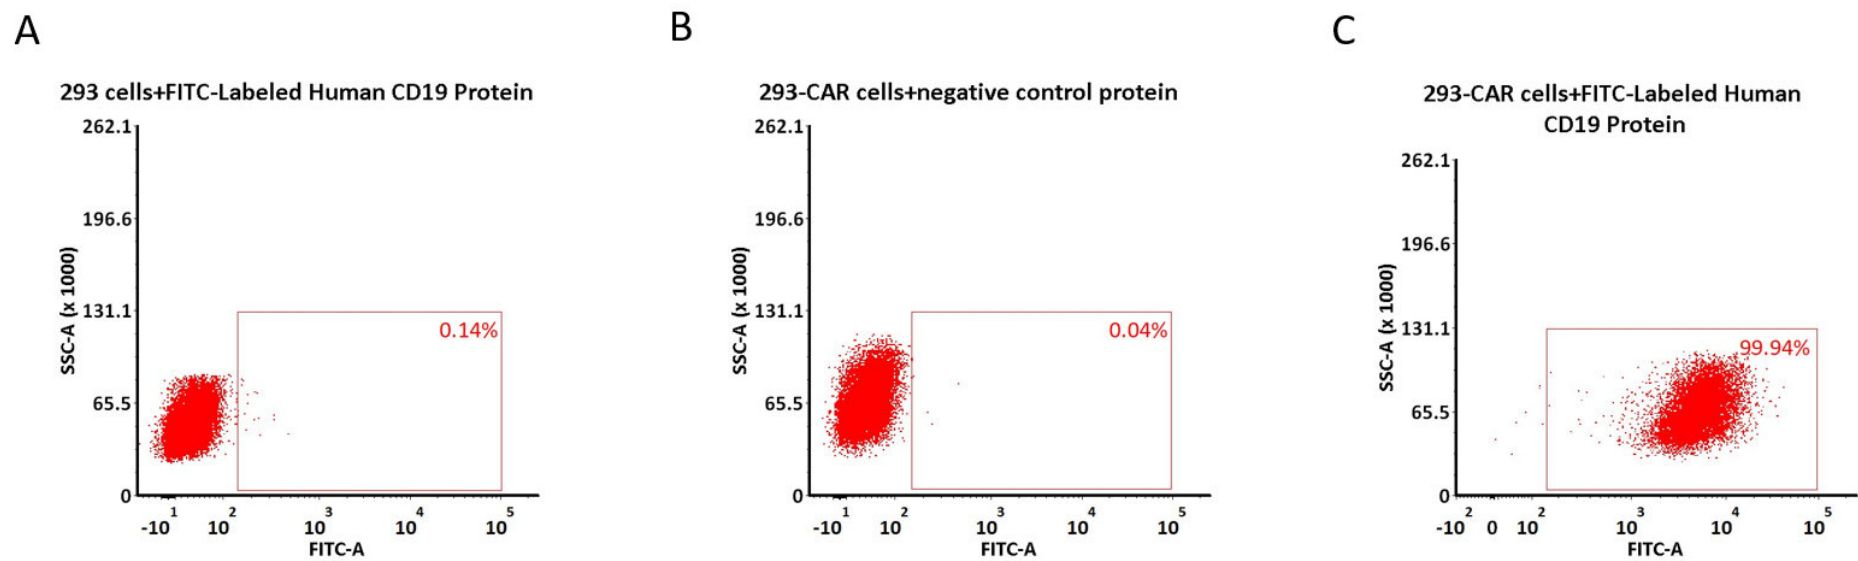 A
293 cells+FITC-Labeled Human CD19 Protein
262.1
196.6
131.1
65.5
0
SSC-A (x 1000)
0.14%
-10^1 10^2 10^3 10^4 10^5
FITC-A
B
293-CAR cells+negative control protein
262.1
196.6
131.1
65.5
0
SSC-A (x 1000)
0.04%
-10^1 10^2 10^3 10^4 10^5
FITC-A
C
293-CAR cells+FITC-Labeled Human
CD19 Protein
262.1
196.6
131.1
65.5
0
SSC-A (x 1000)
99.94%
-10^2 0 10^2 10^3 10^4 10^5
FITC-A